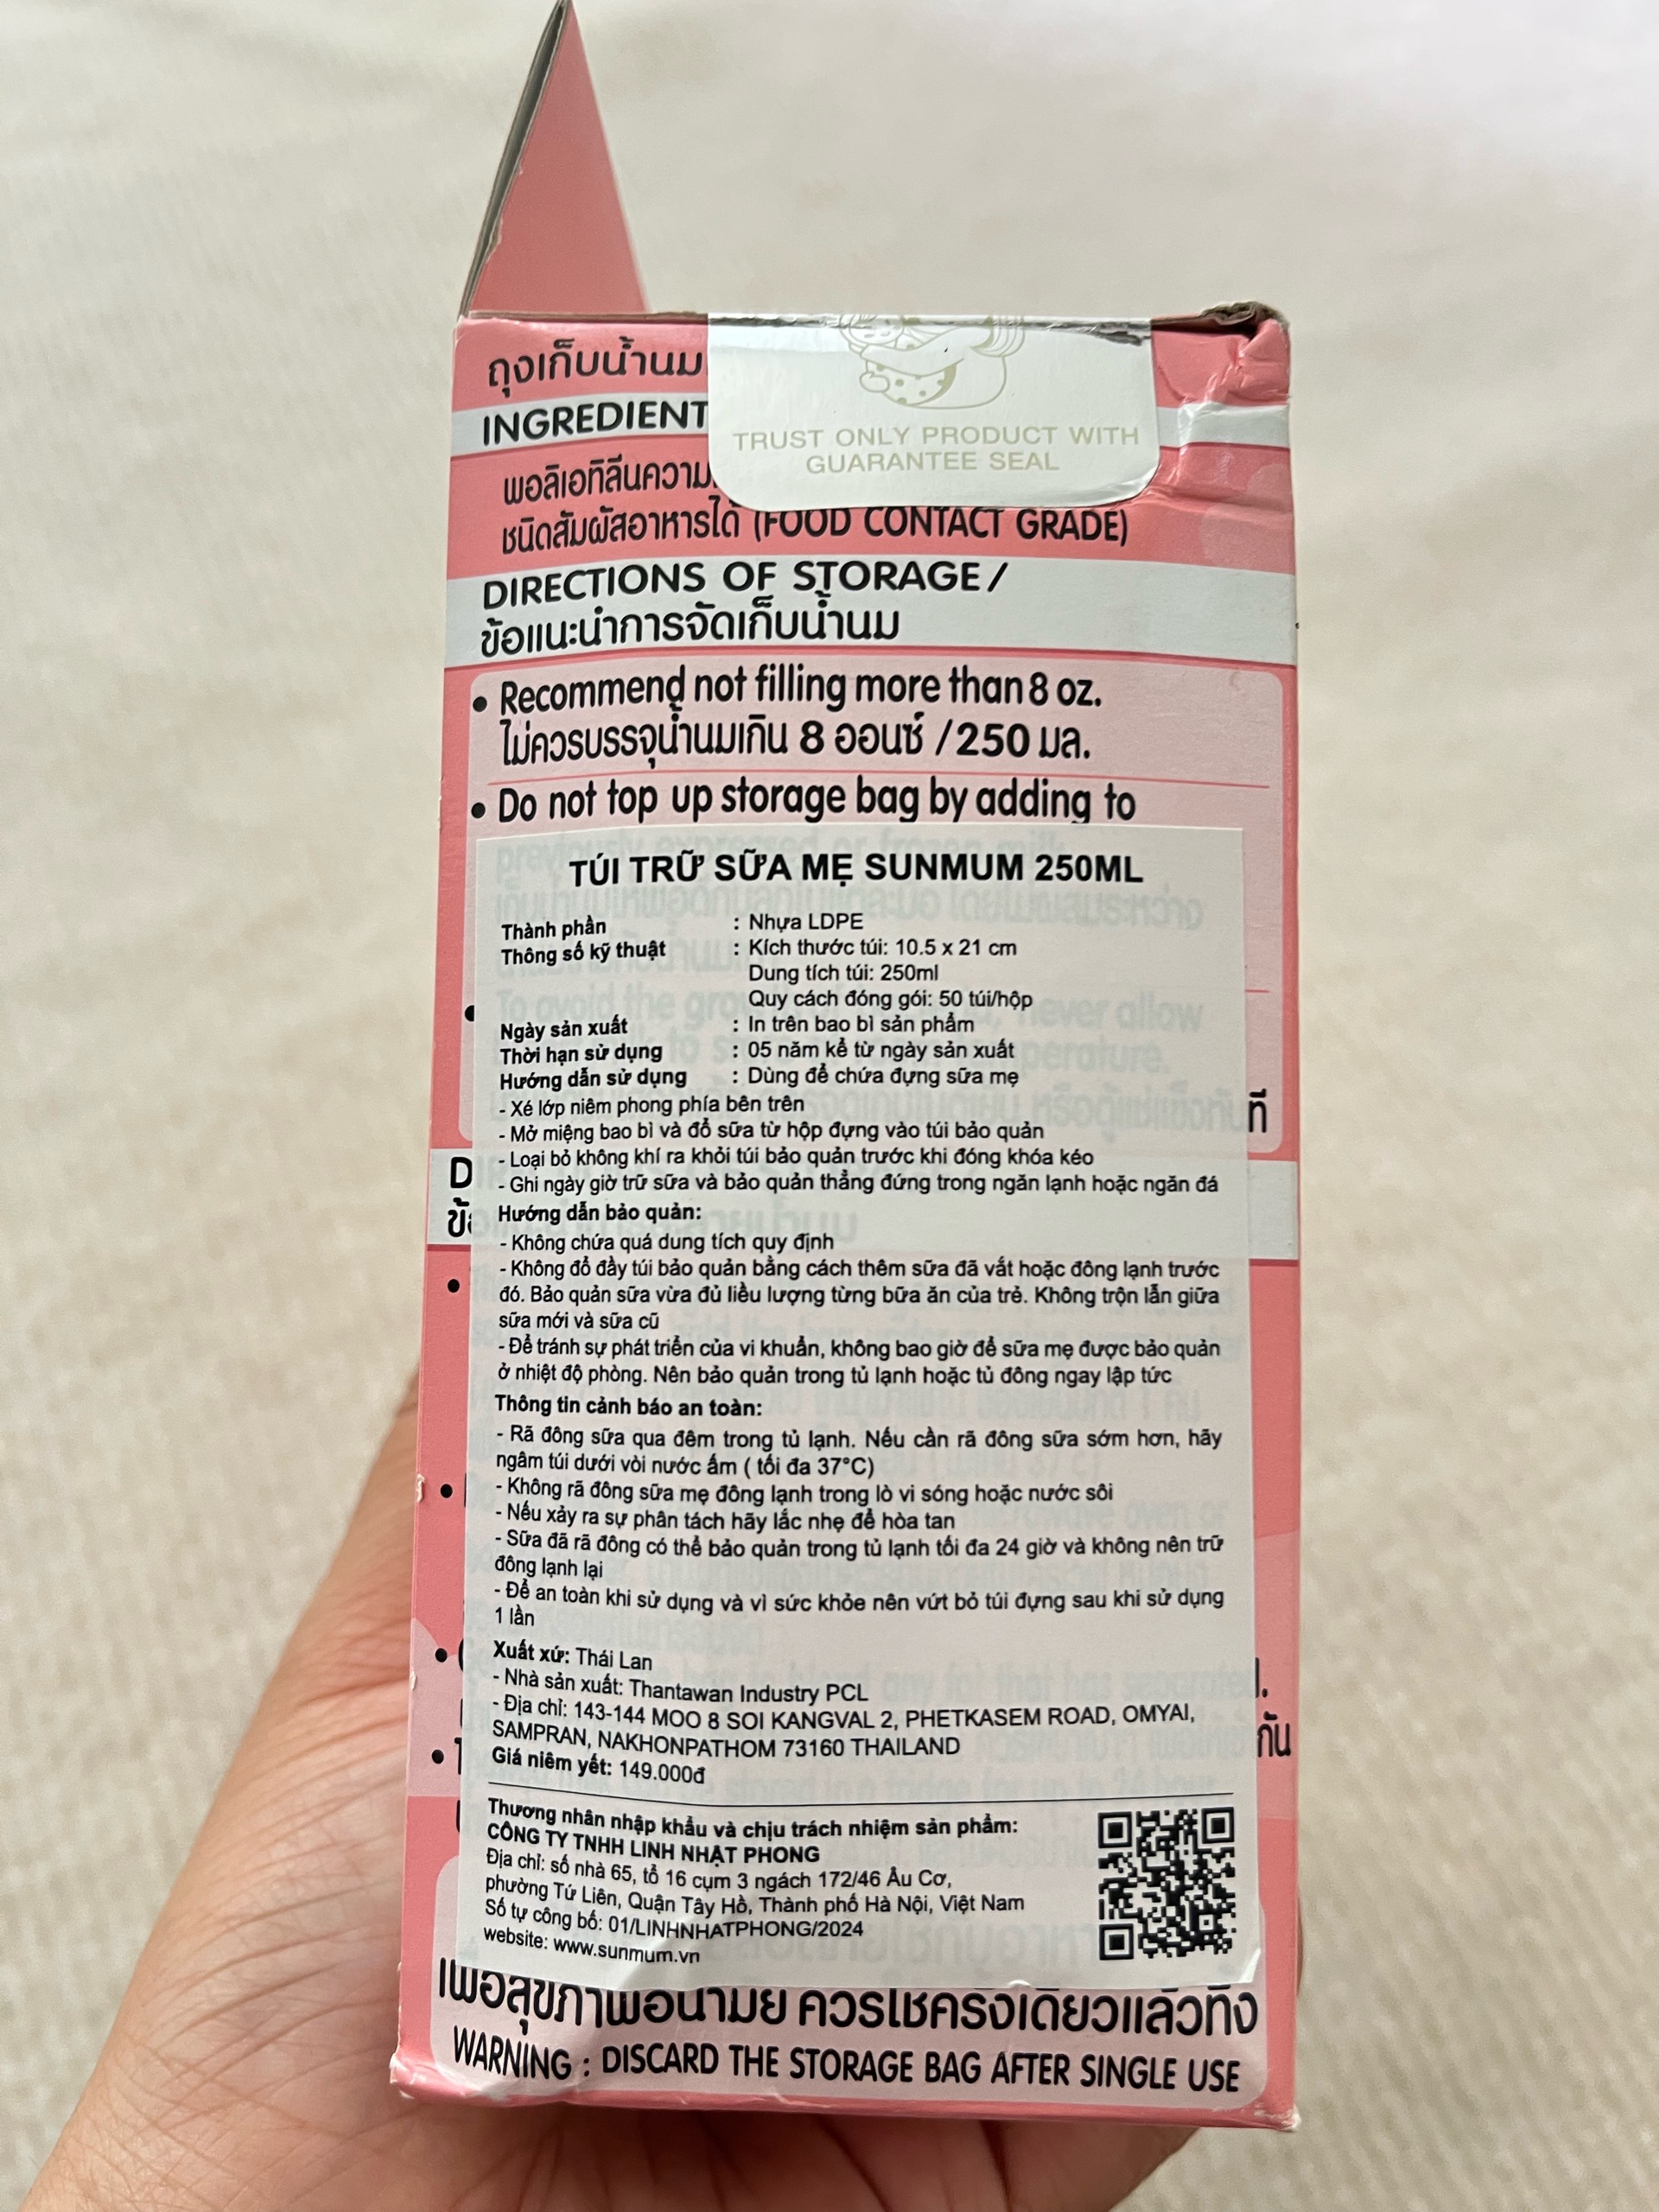 ถุงเก็บน้ำนม
INGREDIENT
TRUST ONLY PRODUCT WITH
GUARANTEE SEAL
พอลิเอทิลีนความ
ชนิดสัมผัสอาหารได้ (FOOD CONTACT GRADE)
DIRECTIONS OF STORAGE/
ข้อแนะนำการจัดเก็บน้ำนม
• Recommend not filling more than 8 oz.
ไม่ควรบรรจุน้ำนมเกิน 8 ออนซ์ /250 มล.
• Do not top up storage bag by adding to
TÚI TRỮ SỮA MẸ SUNMUM 250ML
Thành phần : Nhựa LDPE
Thông số kỹ thuật : Kích thước túi: 10.5 x 21 cm
Dung tích túi: 250ml
Quy cách đóng gói: 50 túi/hộp
Ngày sản xuất : In trên bao bì sản phẩm
Thời hạn sử dụng : 05 năm kể từ ngày sản xuất
Hướng dẫn sử dụng : Dùng để chứa đựng sữa mẹ
- Xé lớp niêm phong phía bên trên
- Mở miệng bao bì và đổ sữa từ hộp đựng vào túi bảo quản
- Loại bỏ không khí ra khỏi túi bảo quản trước khi đóng khóa kéo
- Ghi ngày giờ trữ sữa và bảo quản thẳng đứng trong ngăn lạnh hoặc ngăn đá
Hướng dẫn bảo quản:
- Không chứa quá dung tích quy định
- Không đổ đầy túi bảo quản bằng cách thêm sữa đã vắt hoặc đông lạnh trước
đó. Bảo quản sữa vừa đủ liều lượng từng bữa ăn của trẻ. Không trộn lẫn giữa
sữa mới và sữa cũ
- Để tránh sự phát triển của vi khuẩn, không bao giờ để sữa mẹ được bảo quản
ở nhiệt độ phòng. Nên bảo quản trong tủ lạnh hoặc tủ đông ngay lập tức
Thông tin cảnh báo an toàn:
- Rã đông sữa qua đêm trong tủ lạnh. Nếu cần rã đông sữa sớm hơn, hãy
ngâm túi dưới vòi nước ấm ( tối đa 37°C)
- Không rã đông sữa mẹ đông lạnh trong lò vi sóng hoặc nước sôi
- Nếu xảy ra sự phân tách hãy lắc nhẹ để hòa tan
- Sữa đã rã đông có thể bảo quản trong tủ lạnh tối đa 24 giờ và không nên trữ
đông lạnh lại
- Để an toàn khi sử dụng và vì sức khỏe nên vứt bỏ túi đựng sau khi sử dụng
1 lần
Xuất xứ: Thái Lan
- Nhà sản xuất: Thantawan Industry PCL
- Địa chỉ: 143-144 MOO 8 SOI KANGVAL 2, PHETKASEM ROAD, OMYAI,
SAMPRAN, NAKHONPATHOM 73160 THAILAND
Giá niêm yết: 149.000đ
Thương nhân nhập khẩu và chịu trách nhiệm sản phẩm:
CÔNG TY TNHH LINH NHẬT PHONG
Địa chỉ: số nhà 65, tổ 16 cụm 3 ngách 172/46 Âu Cơ,
phường Tứ Liên, Quận Tây Hồ, Thành phố Hà Nội, Việt Nam
Số tự công bố: 01/LINHNHATPHONG/2024
website: www.sunmum.vn
เพื่อสุขภาพอนามัย ควรใช้ครั้งเดียวแล้วทิ้ง
WARNING : DISCARD THE STORAGE BAG AFTER SINGLE USE